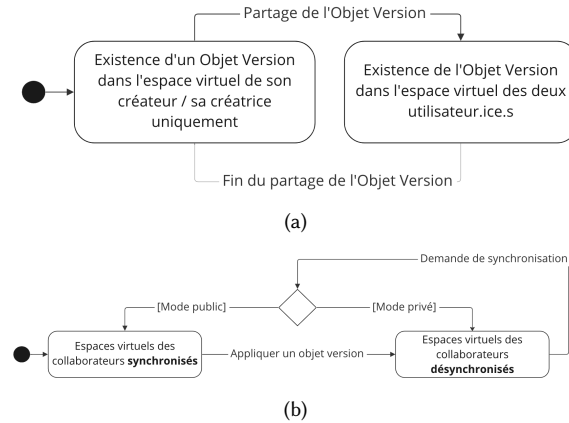 Partage de l'Objet Version
Existence d'un Objet Version
dans l'espace virtuel de son
créateur / sa créatrice
uniquement
Existence de l'Objet Version
dans l'espace virtuel des deux
utilisateur.ice.s
Fin du partage de l'Objet Version
(a)
Demande de synchronisation
[Mode public]
[Mode privé]
Espaces virtuels des
collaborateurs synchronisés
Appliquer un objet version
Espaces virtuels des
collaborateurs
désynchronisés
(b)